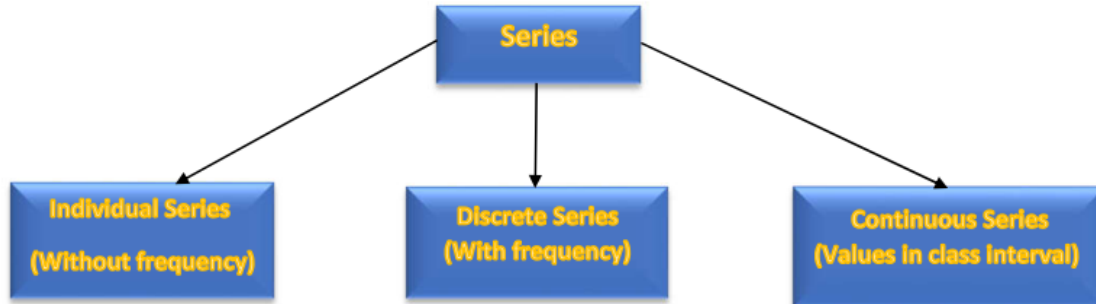 Series
Individual Series
(Without frequency)
Discrete Series
(With frequency)
Continuous Series
(Values in class interval)